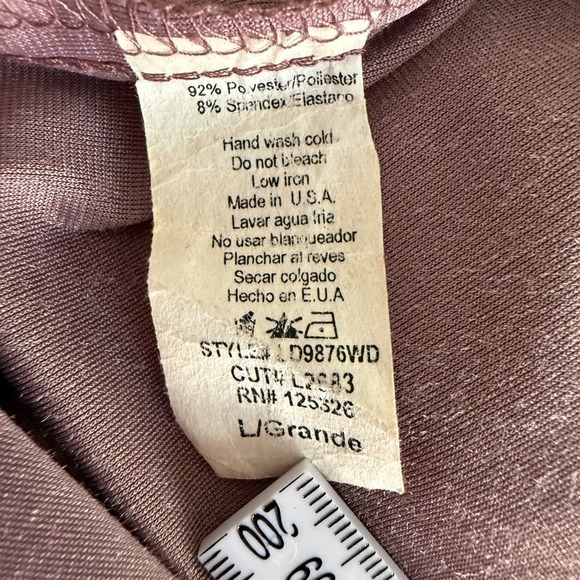 92% Polyester/Poliester
8% Spandex/Elastano
Hand wash cold
Do not bleach
Low iron
Made in U.S.A.
Lavar agua fria
No usar blanqueador
Planchar al reves
Secar colgado
Hecho en E.U.A
STYLE# LD9876WD
CUT#
RN# 125326
L/Grande
200